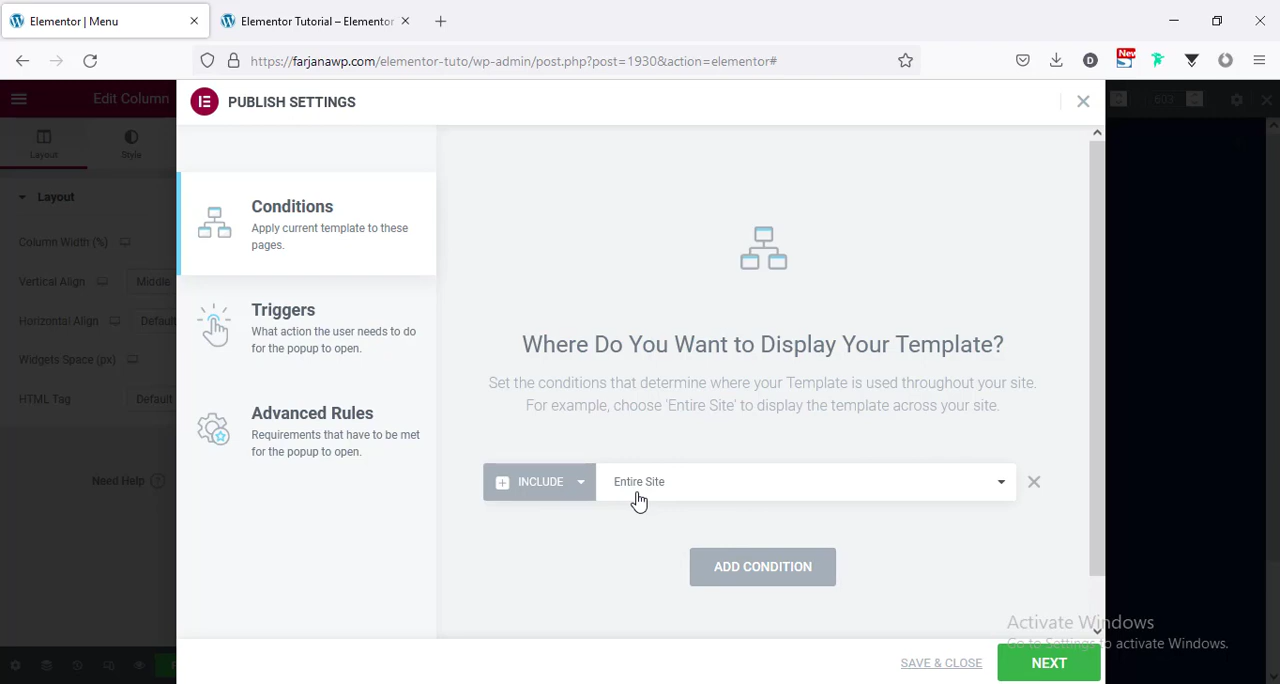 Elementor | Menu
Elementor Tutorial – Elementor
https://farjanawp.com/elementor-tuto/wp-admin/post.php?post=1930&action=elementor#
New
D
Edit Column
PUBLISH SETTINGS
603
Layout
Style
Layout
Column Width (%)
Vertical Align
Middle
Horizontal Align
Default
Widgets Space (px)
HTML Tag
Default
Need Help
Conditions
Apply current template to these
pages.
Triggers
What action the user needs to do
for the popup to open.
Advanced Rules
Requirements that have to be met
for the popup to open.
Where Do You Want to Display Your Template?
Set the conditions that determine where your Template is used throughout your site.
For example, choose 'Entire Site' to display the template across your site.
INCLUDE
Entire Site
ADD CONDITION
SAVE & CLOSE
NEXT
Activate Windows
Go to Settings to activate Windows.